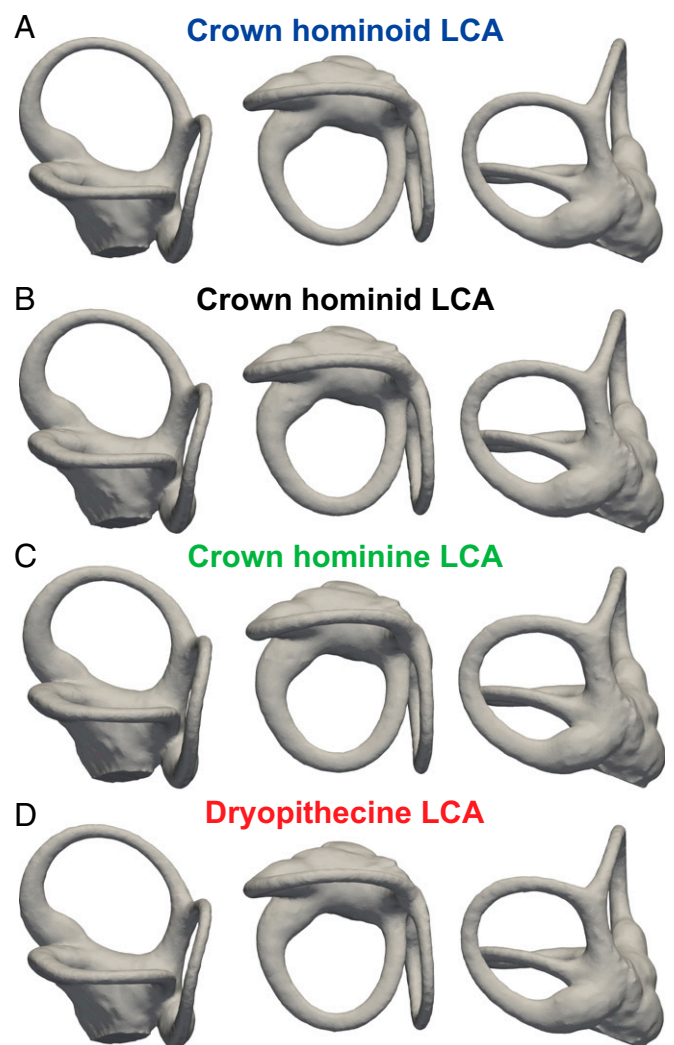 A
Crown hominoid LCA
B
Crown hominid LCA
C
Crown hominine LCA
D
Dryopithecine LCA